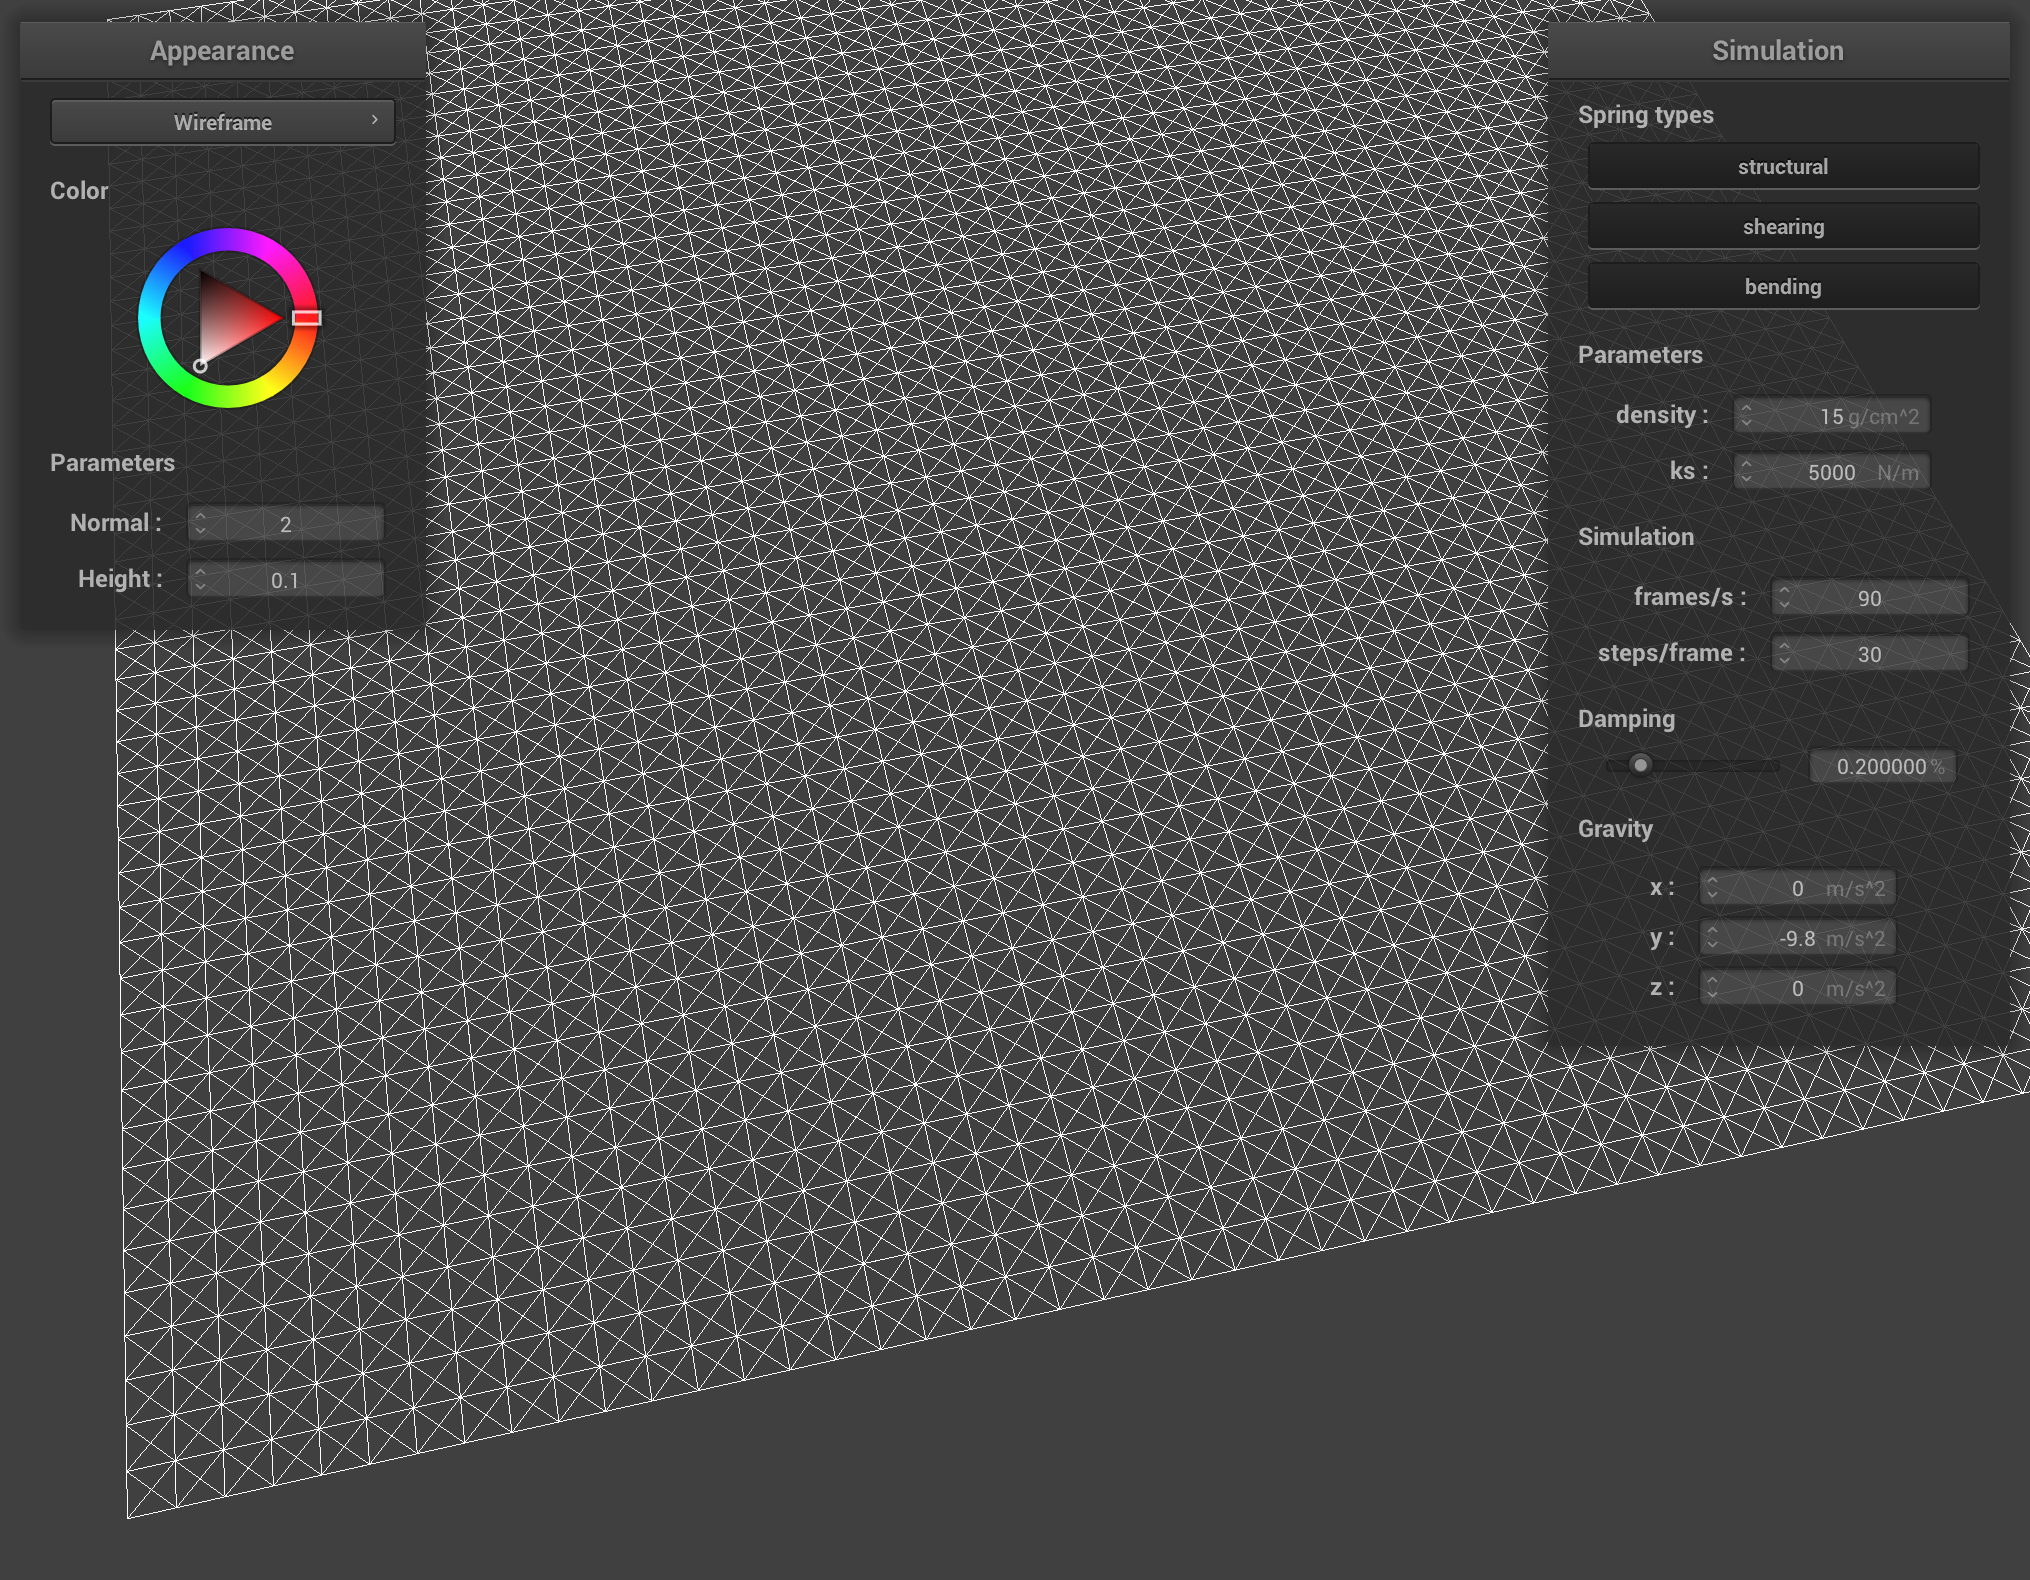 Appearance
Wireframe
Color
Parameters
Normal : 2
Height : 0.1
Simulation
Spring types
structural
shearing
bending
Parameters
density : 15 g/cm^2
ks : 5000 N/m
Simulation
frames/s : 90
steps/frame : 30
Damping
0.200000 %
Gravity
x : 0 m/s^2
y : -9.8 m/s^2
z : 0 m/s^2